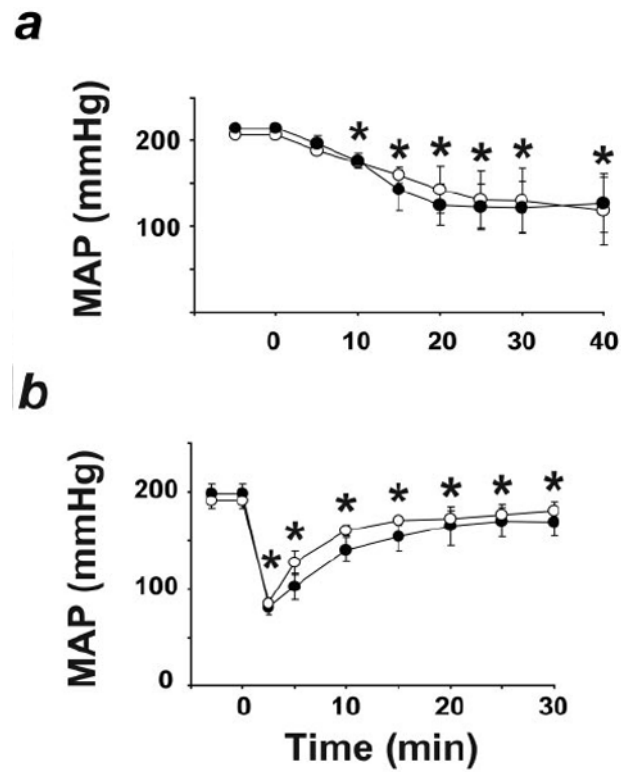 a
MAP (mmHg)
200
100
* * * * * *
0 10 20 30 40
b
MAP (mmHg)
200
100
0
* * * * * * *
0 10 20 30
Time (min)